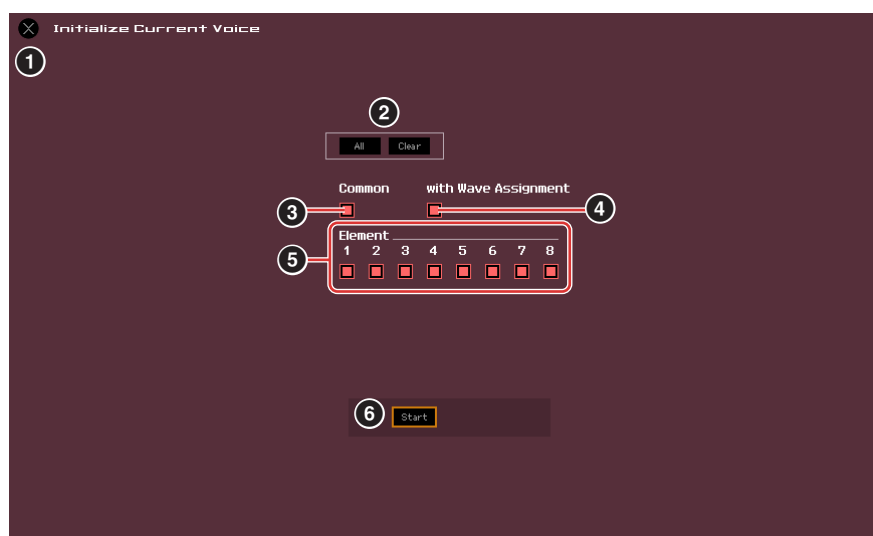 Initialize Current Voice
1
2
All Clear
Common with Wave Assignment
3 4
Element
5
1 2 3 4 5 6 7 8
6 Start